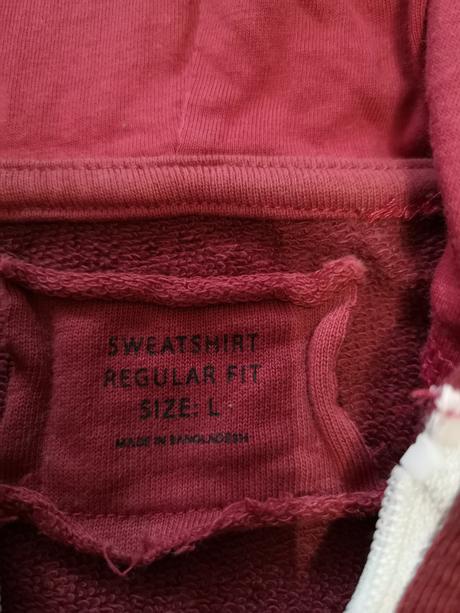 SWEATSHIRT
REGULAR FIT
SIZE: L
MADE IN BANGLADESH